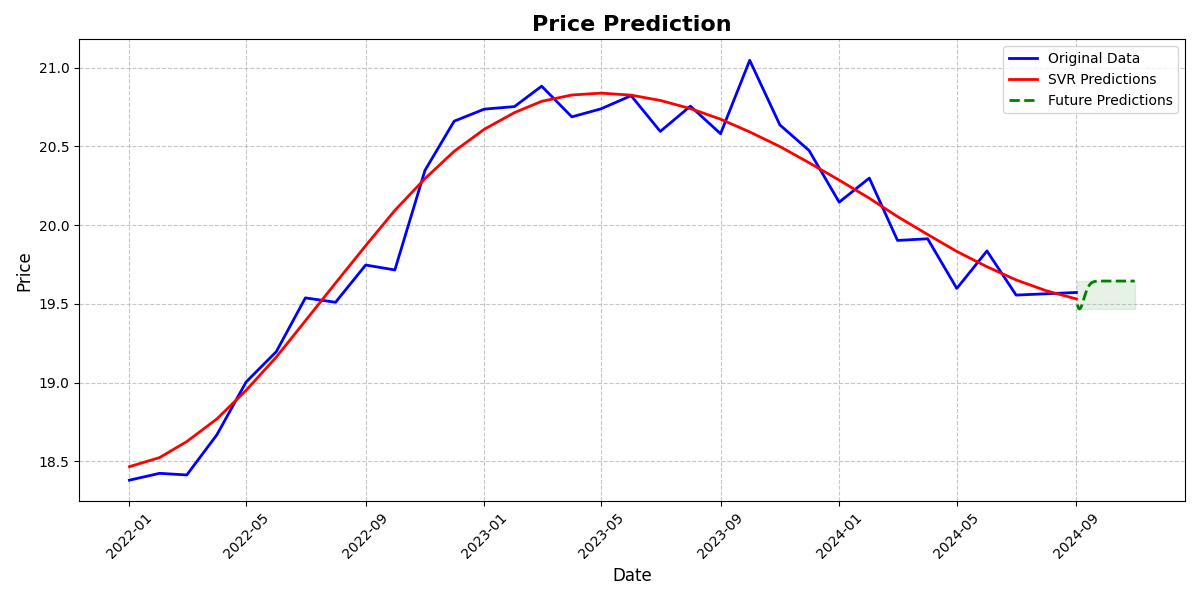 Price Prediction
Original Data
SVR Predictions
Future Predictions
Price
21.0
20.5
20.0
19.5
19.0
18.5
2022-01
2022-05
2022-09
2023-01
2023-05
2023-09
2024-01
2024-05
2024-09
Date